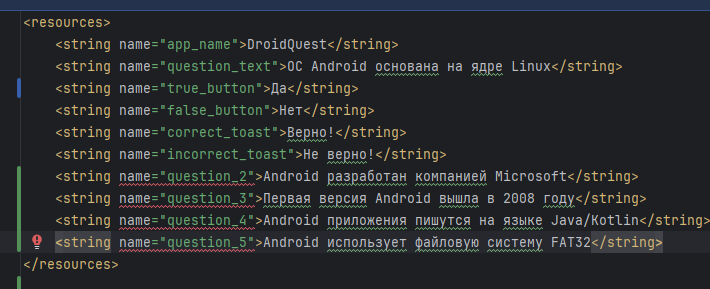 <resources>
<string name="app_name">DroidQuest</string>
<string name="question_text">ОС Android основана на ядре Linux</string>
<string name="true_button">Да</string>
<string name="false_button">Нет</string>
<string name="correct_toast">Верно!</string>
<string name="incorrect_toast">Не верно!</string>
<string name="question_2">Android разработан компанией Microsoft</string>
<string name="question_3">Первая версия Android вышла в 2008 году</string>
<string name="question_4">Android приложения пишутся на языке Java/Kotlin</string>
<string name="question_5">Android использует файловую систему FAT32</string>
</resources>